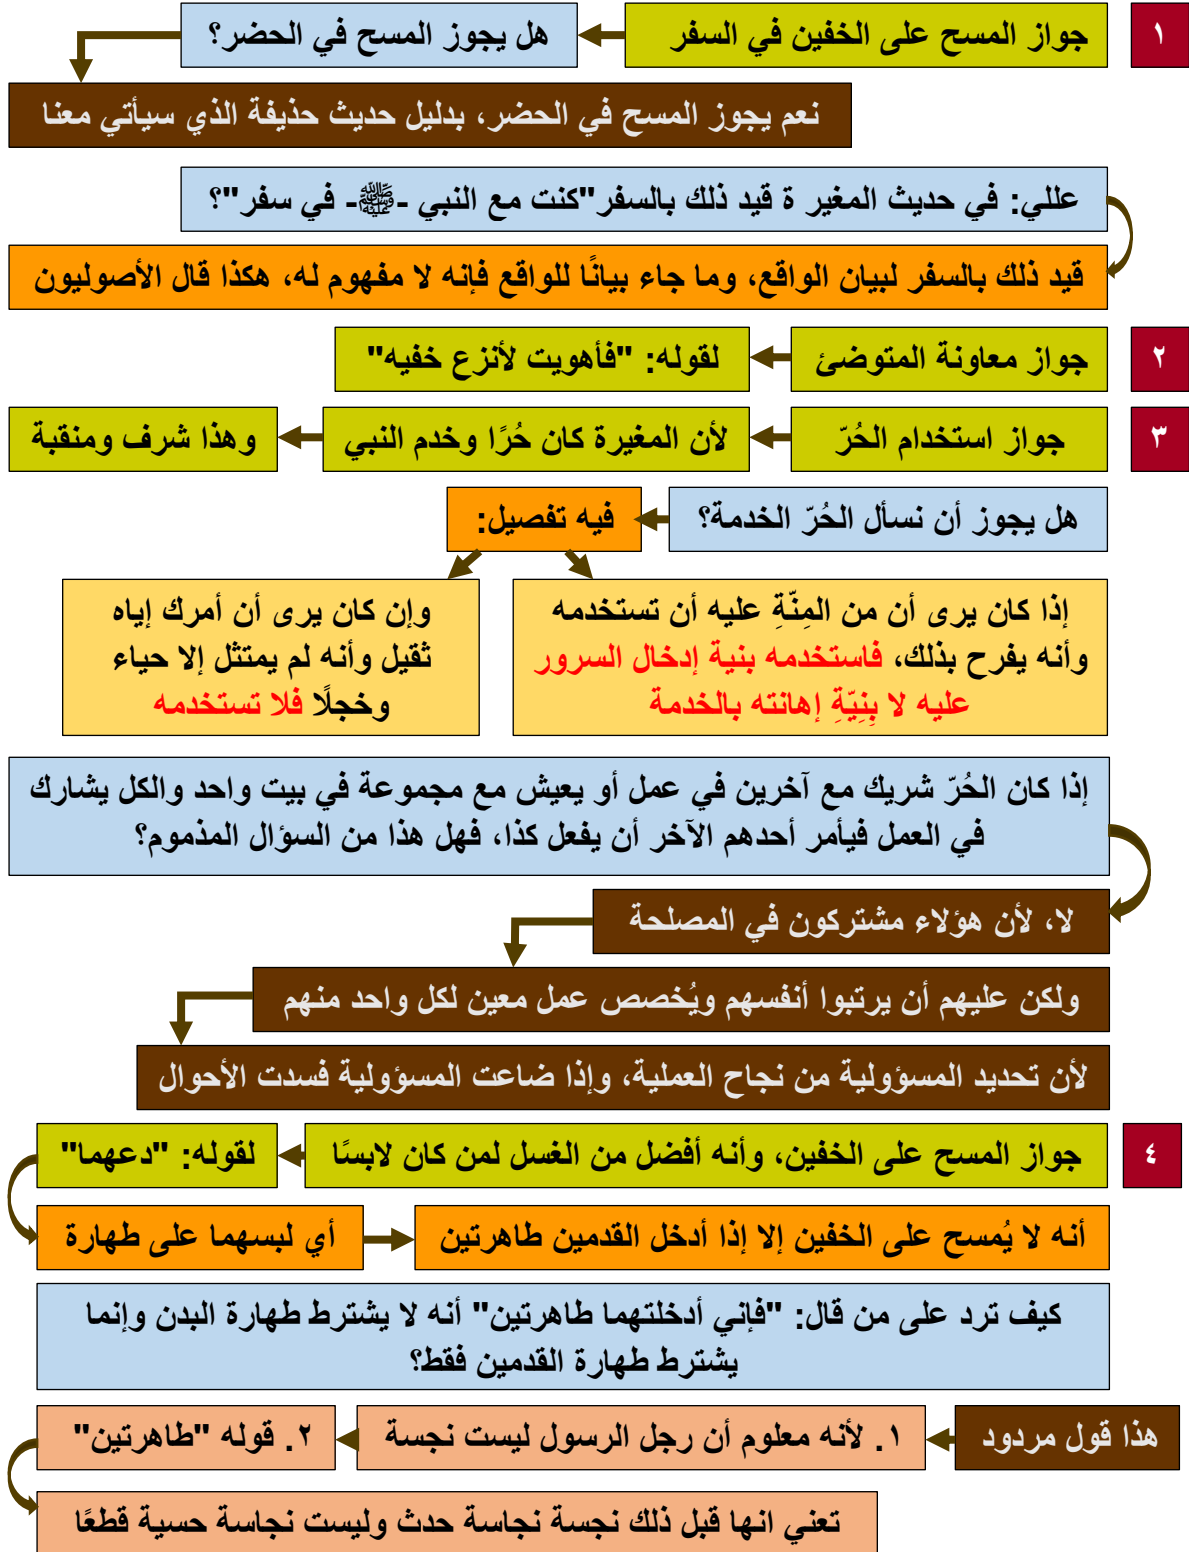 ١
جواز المسح على الخفين في السفر
هل يجوز المسح في الحضر؟
نعم يجوز المسح في الحضر، بدليل حديث حذيفة الذي سيأتي معنا
عللي: في حديث المغير ة قيد ذلك بالسفر"كنت مع النبي -ﷺ- في سفر"؟
قيد ذلك بالسفر لبيان الواقع، وما جاء بيانًا للواقع فإنه لا مفهوم له، هكذا قال الأصوليون
٢
جواز معاونة المتوضئ
لقوله: "فأهويت لأنزع خفيه"
٣
جواز استخدام الحُرّ
لأن المغيرة كان حُرًا وخدم النبي
وهذا شرف ومنقبة
هل يجوز أن نسأل الحُرّ الخدمة؟
فيه تفصيل:
إذا كان يرى أن من المِنّةِ عليه أن تستخدمه
وأنه يفرح بذلك، فاستخدمه بنية إدخال السرور
عليه لا بِنِيّةِ إهانته بالخدمة
وإن كان يرى أن أمرك إياه
ثقيل وأنه لم يمتثل إلا حياء
وخجلًا فلا تستخدمه
إذا كان الحُرّ شريك مع آخرين في عمل أو يعيش مع مجموعة في بيت واحد والكل يشارك
في العمل فيأمر أحدهم الآخر أن يفعل كذا، فهل هذا من السؤال المذموم؟
لا، لأن هؤلاء مشتركون في المصلحة
ولكن عليهم أن يرتبوا أنفسهم ويُخصص عمل معين لكل واحد منهم
لأن تحديد المسؤولية من نجاح العملية، وإذا ضاعت المسؤولية فسدت الأحوال
٤
جواز المسح على الخفين، وأنه أفضل من الغسل لمن كان لابسًا
لقوله: "دعهما"
أنه لا يُمسح على الخفين إلا إذا أدخل القدمين طاهرتين
أي لبسهما على طهارة
كيف ترد على من قال: "فإني أدخلتهما طاهرتين" أنه لا يشترط طهارة البدن وإنما
يشترط طهارة القدمين فقط؟
هذا قول مردود
١. لأنه معلوم أن رجل الرسول ليست نجسة
٢. قوله "طاهرتين"
تعني انها قبل ذلك نجسة نجاسة حدث وليست نجاسة حسية قطعًا